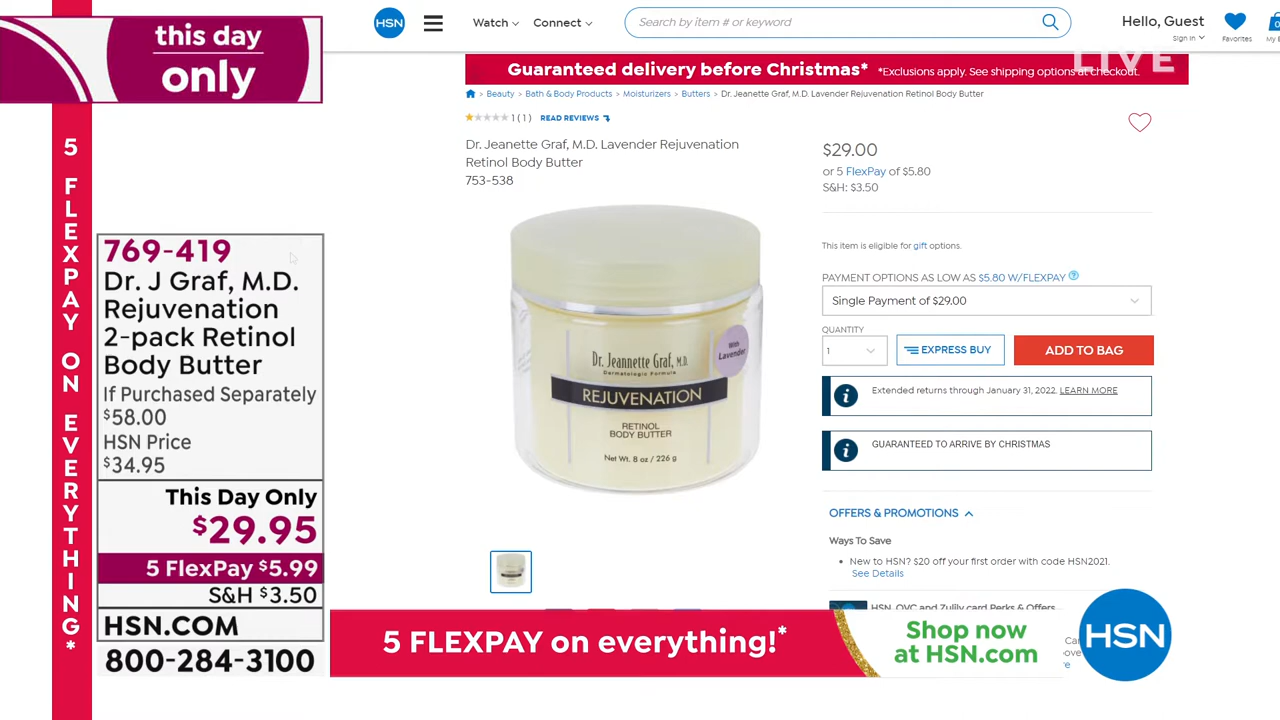 this day
only
5 FLEXPAY ON EVERYTHING*
769-419
Dr. J Graf, M.D.
Rejuvenation
2-pack Retinol
Body Butter
If Purchased Separately
$58.00
HSN Price
$34.95
This Day Only
$29.95
5 FlexPay $5.99
S&H $3.50
HSN.COM
800-284-3100
HSN
Watch
Connect
Search by item # or keyword
Hello, Guest
Sign In
Favorites
My
0
LIVE
Guaranteed delivery before Christmas* *Exclusions apply. See shipping options at checkout.
> Beauty > Bath & Body Products > Moisturizers > Butters > Dr. Jeanette Graf, M.D. Lavender Rejuvenation Retinol Body Butter
1 (1) READ REVIEWS
Dr. Jeanette Graf, M.D. Lavender Rejuvenation
Retinol Body Butter
753-538
Dr. Jeannette Graf, M.D.
Dermatologic Formula
REJUVENATION
RETINOL
BODY BUTTER
Net Wt. 8 oz / 226 g
With
Lavender
$29.00
or 5 FlexPay of $5.80
S&H: $3.50
This item is eligible for gift options.
PAYMENT OPTIONS AS LOW AS $5.80 W/FLEXPAY ?
Single Payment of $29.00
QUANTITY
1
EXPRESS BUY
ADD TO BAG
Extended returns through January 31, 2022. LEARN MORE
GUARANTEED TO ARRIVE BY CHRISTMAS
OFFERS & PROMOTIONS
Ways To Save
• New to HSN? $20 off your first order with code HSN2021.
See Details
HSN, QVC and Zulily card Perks & Offers
5 FLEXPAY on everything!*
Shop now
at HSN.com
HSN